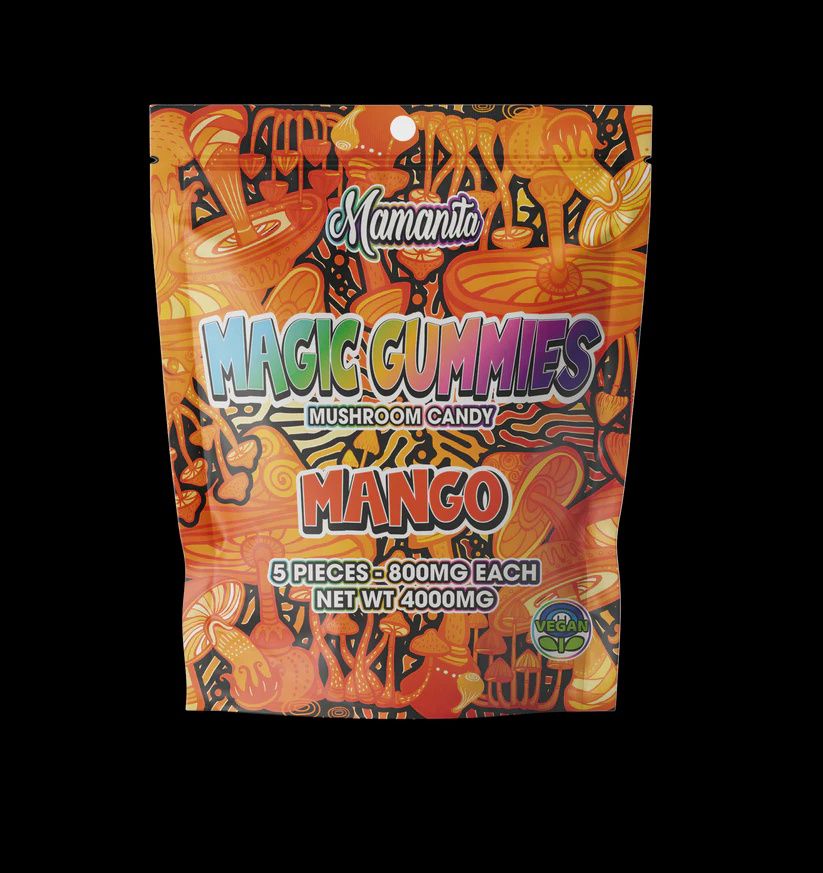 Mamanita
MAGIC GUMMIES
MUSHROOM CANDY
MANGO
5 PIECES - 800MG EACH
NET WT 4000MG
VEGAN